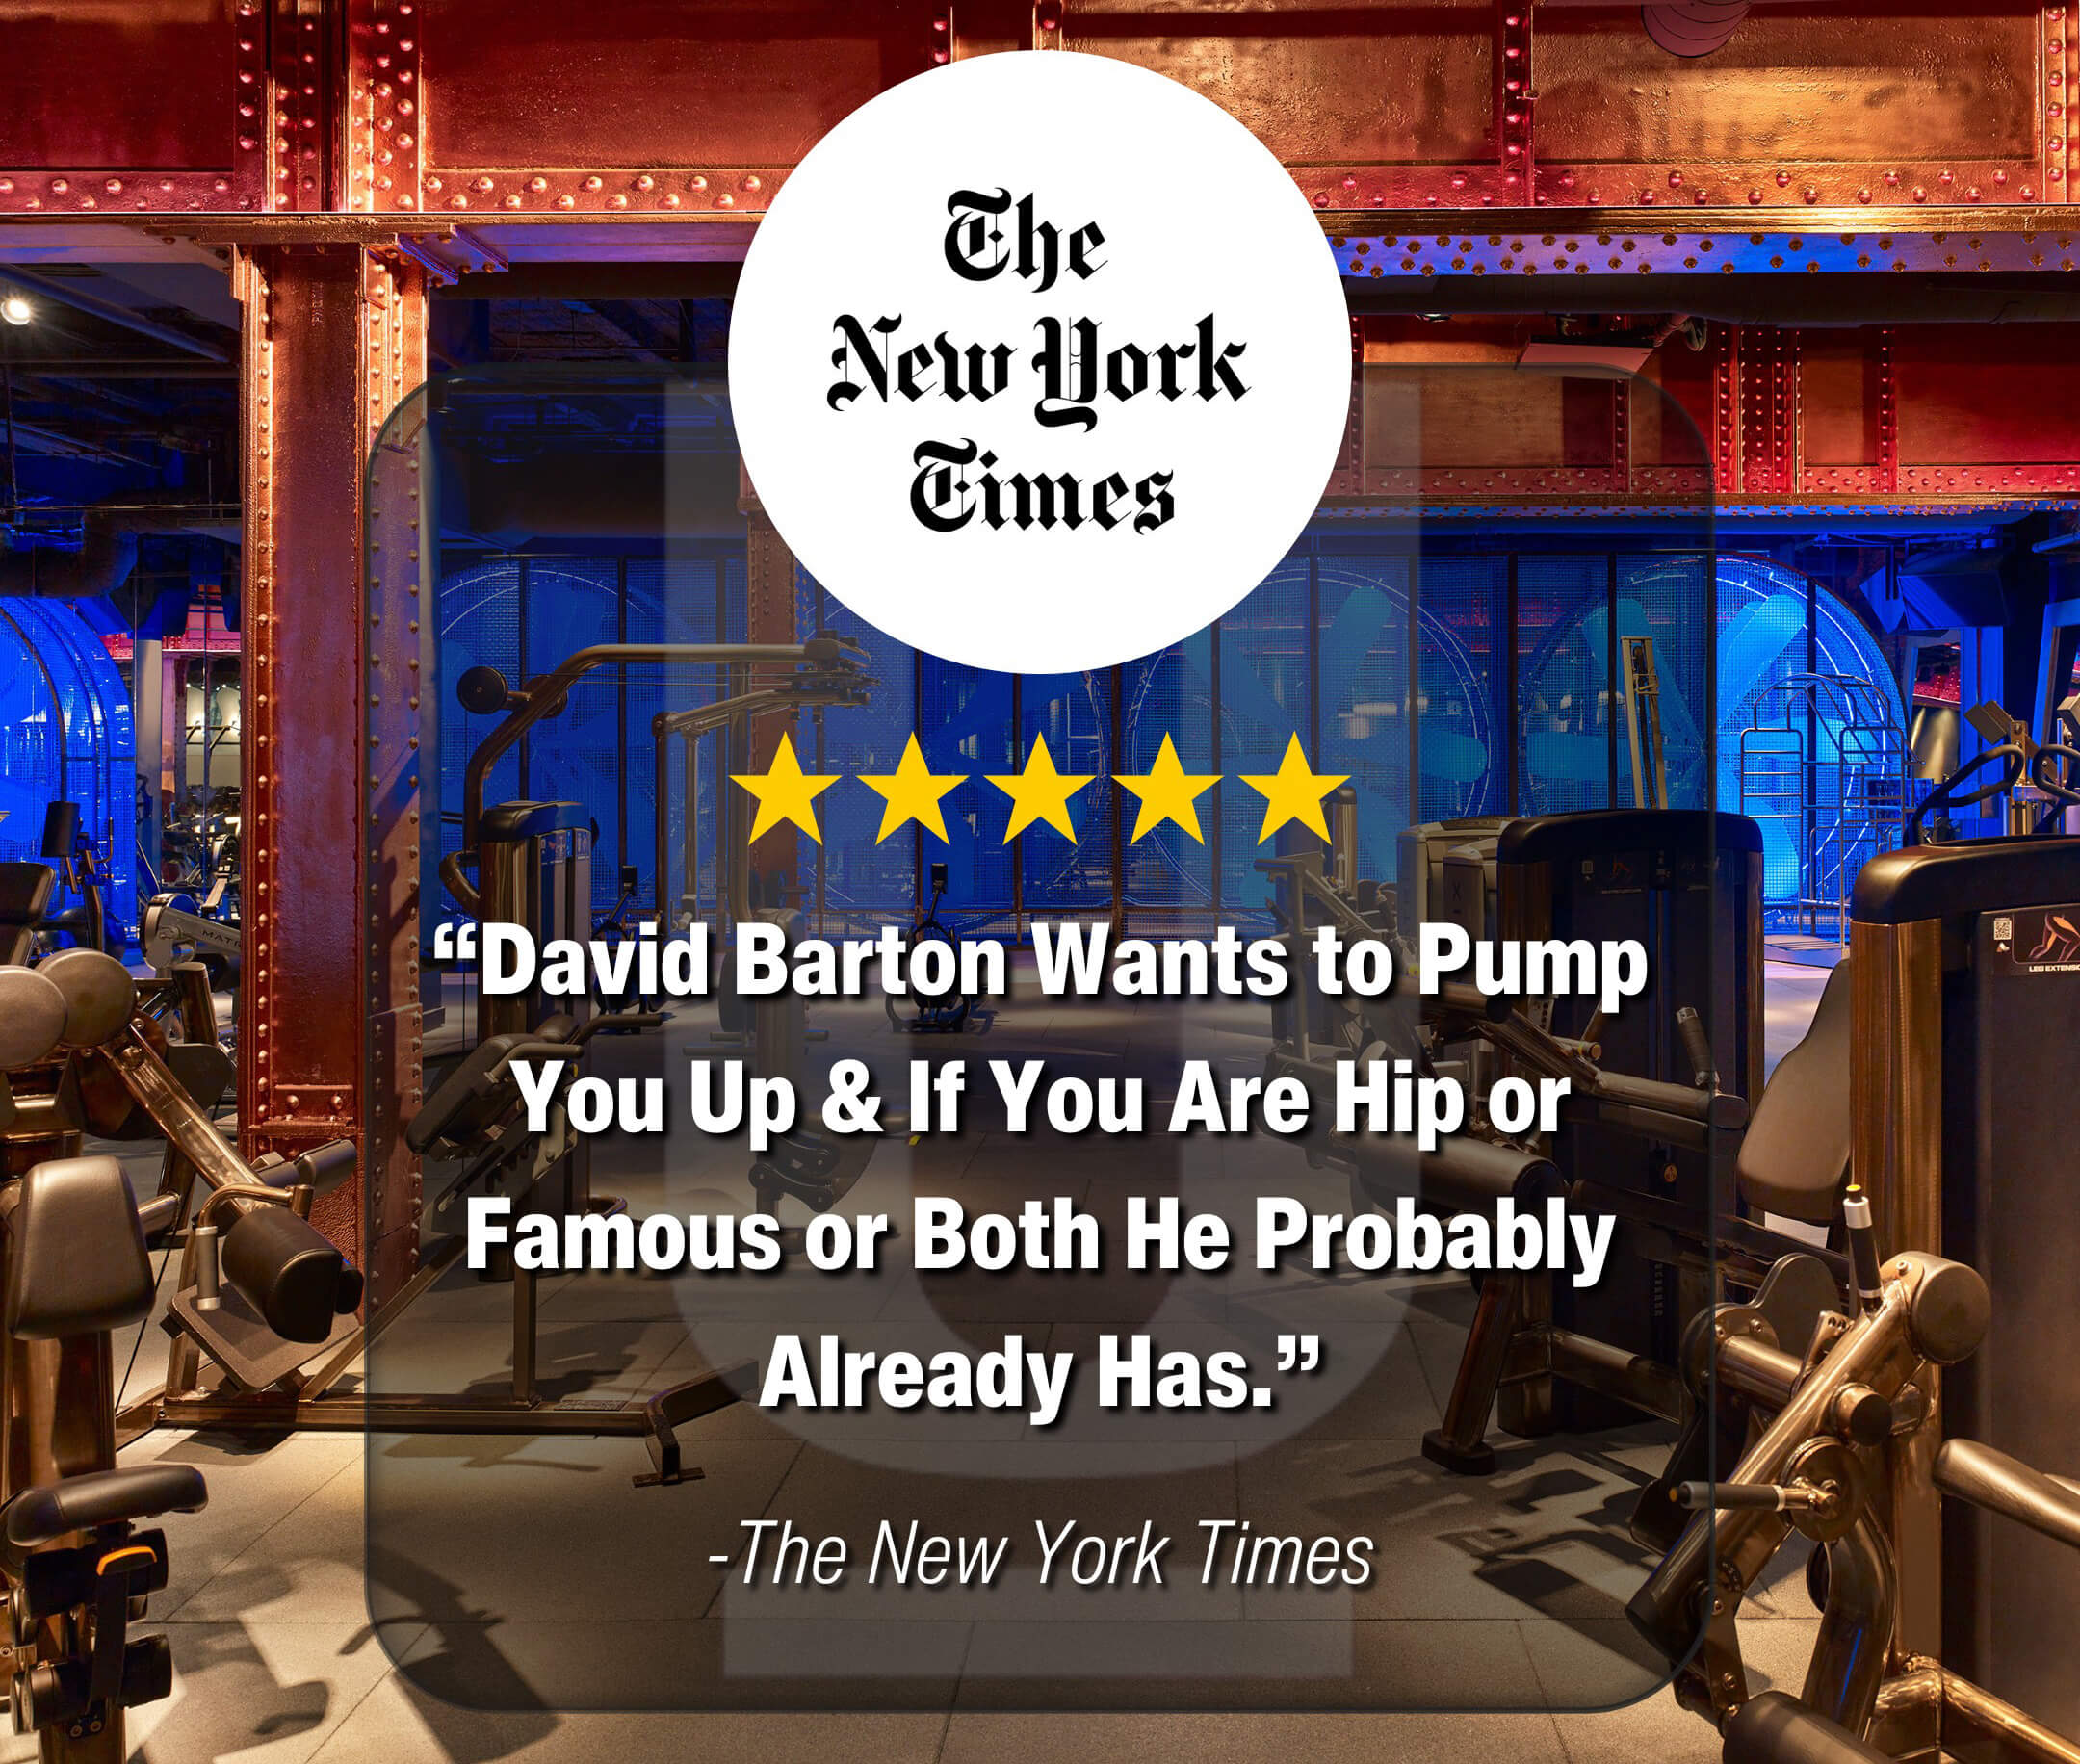 The
New York
Times
“David Barton Wants to Pump
You Up & If You Are Hip or
Famous or Both He Probably
Already Has.”
-The New York Times